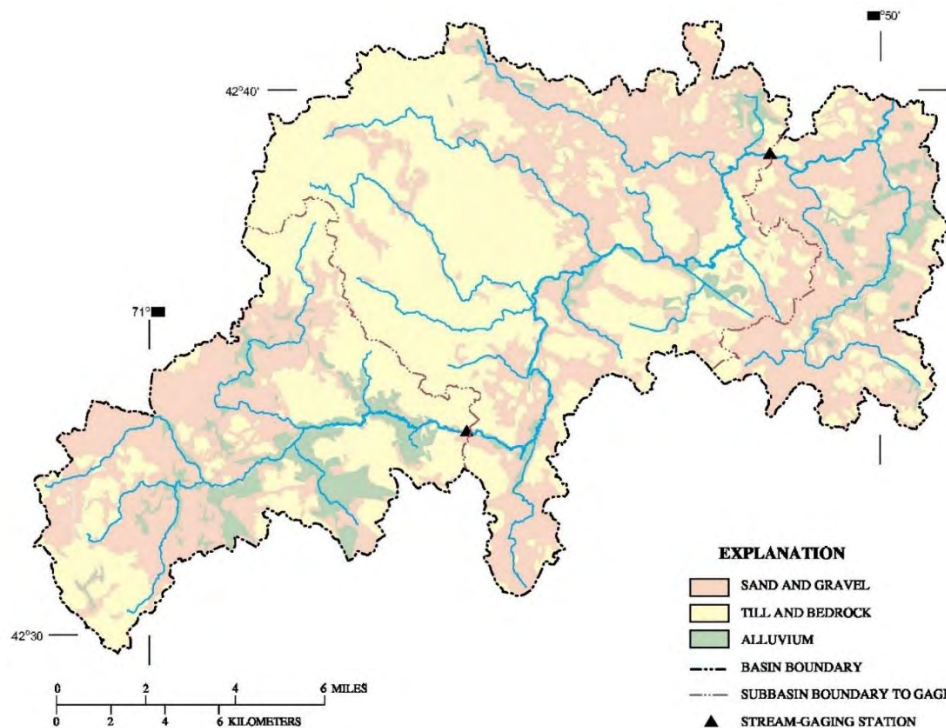 50'
42°40'
71°
42°30
EXPLANATION
SAND AND GRAVEL
TILL AND BEDROCK
ALLUVIUM
BASIN BOUNDARY
SUBBASIN BOUNDARY TO GAGE
STREAM-GAGING STATION
0 2 4 6 MILES
0 2 4 6 KILOMETERS